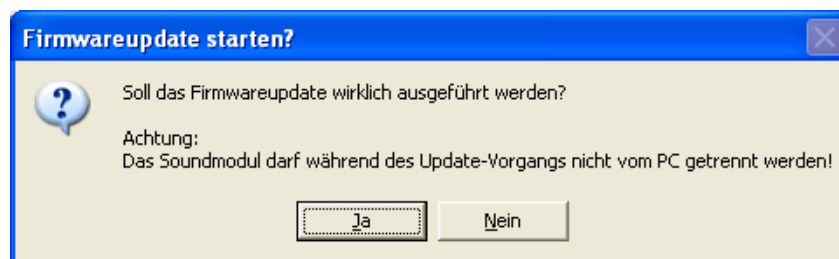 Firmwareupdate starten?
Soll das Firmwareupdate wirklich ausgeführt werden?
Achtung:
Das Soundmodul darf während des Update-Vorgangs nicht vom PC getrennt werden!
Ja
Nein